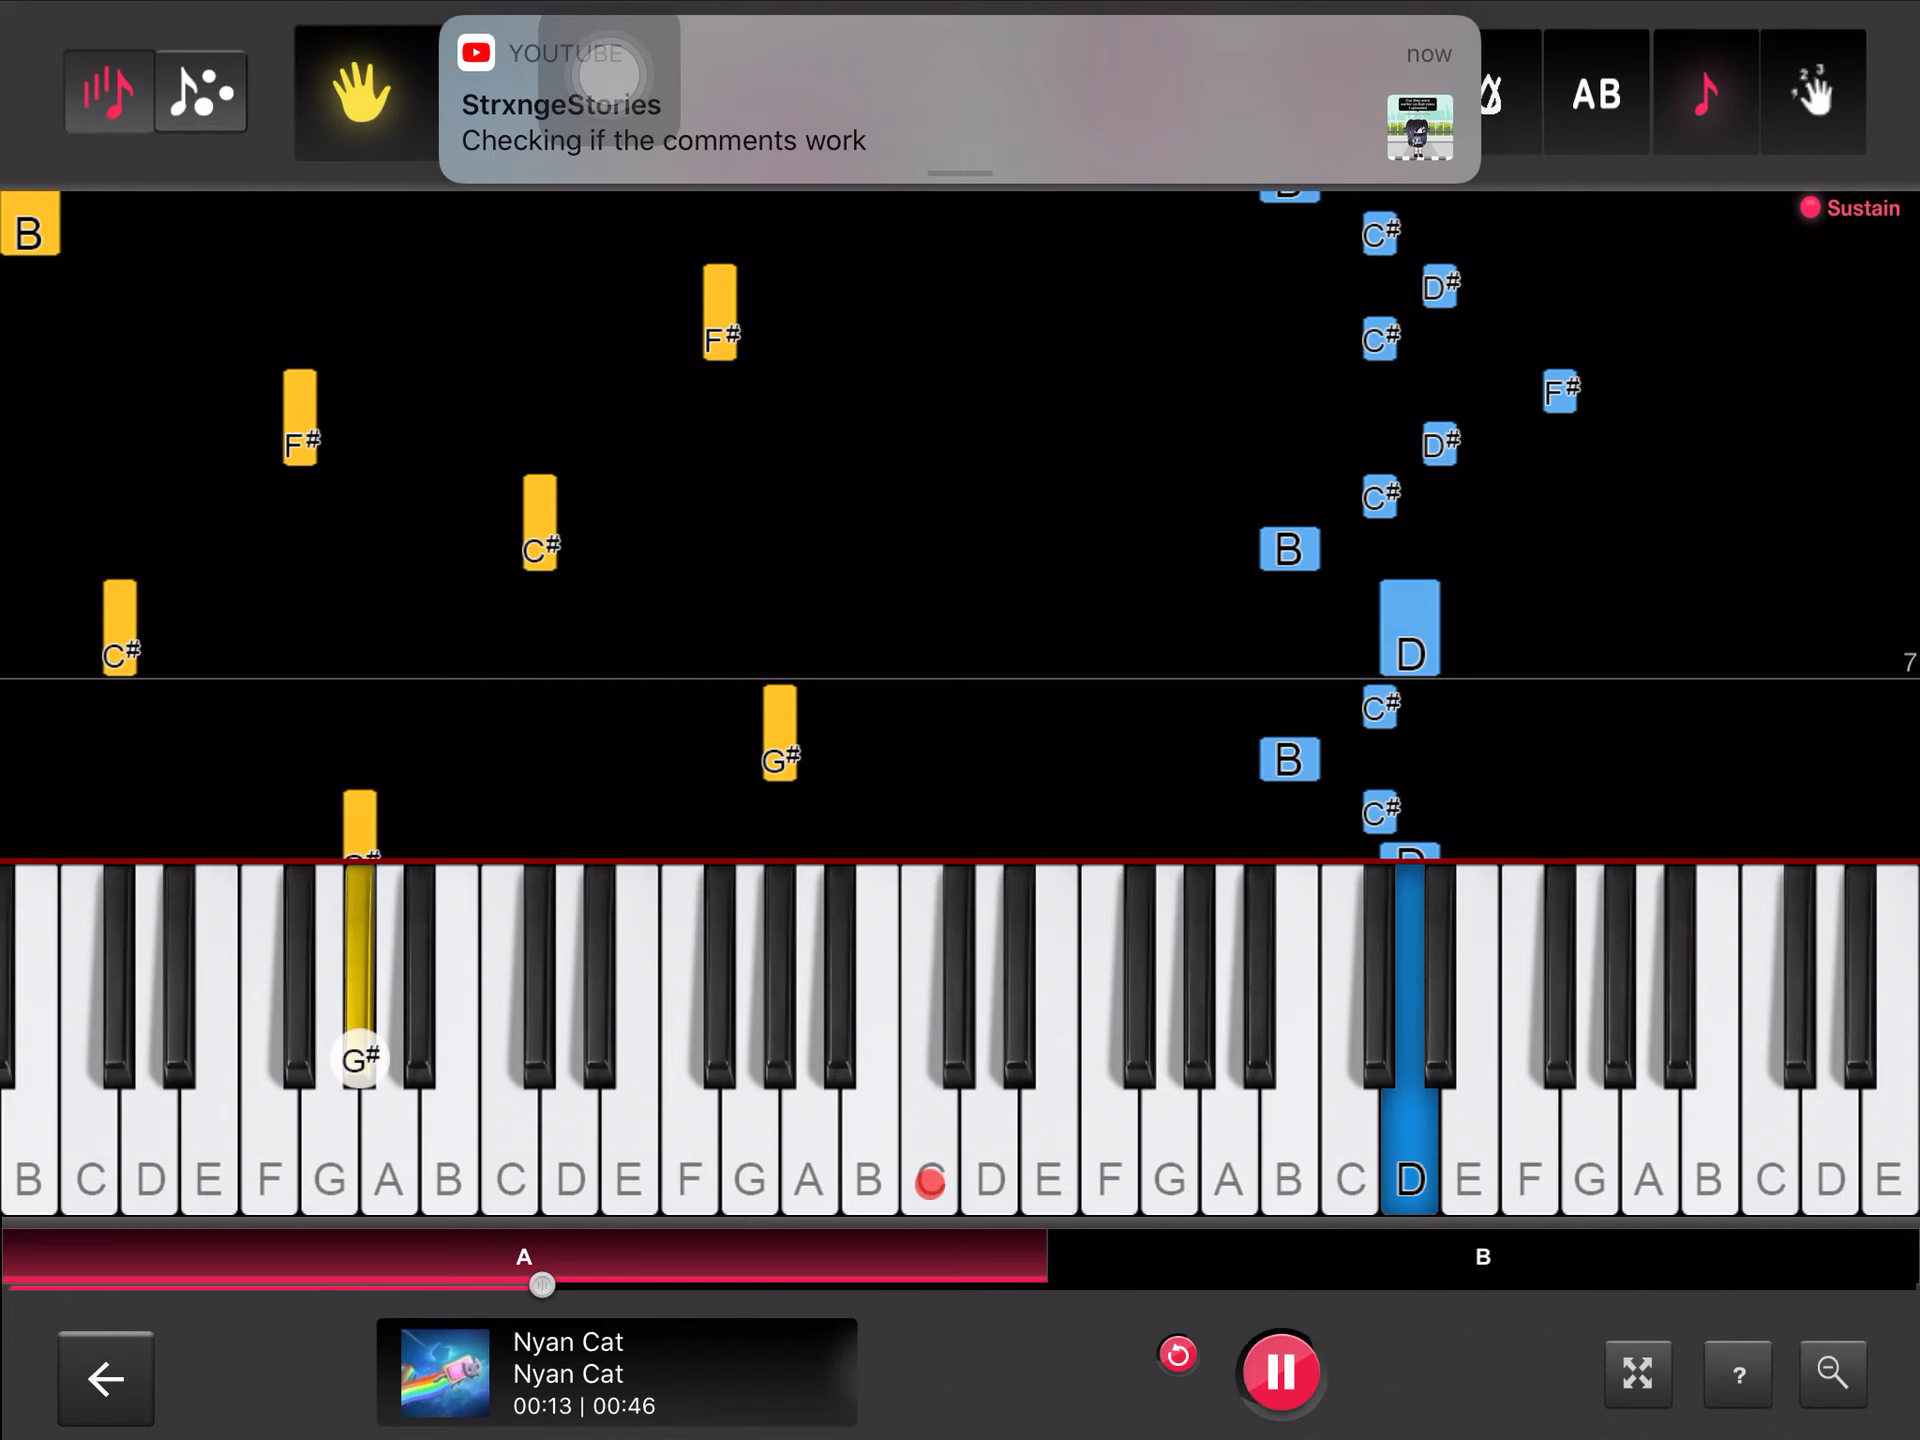 YOUTUBE now
StrxngeStories
Checking if the comments work
AB
Sustain
B
C#
D#
F#
C#
F#
F#
D#
C#
C#
B
C#
D
7
C#
G#
B
C#
D
G#
B C D E F G A B C D E F G A B C D E F G A B C D E F G A B C D E
A B
Nyan Cat
Nyan Cat
00:13 | 00:46
?